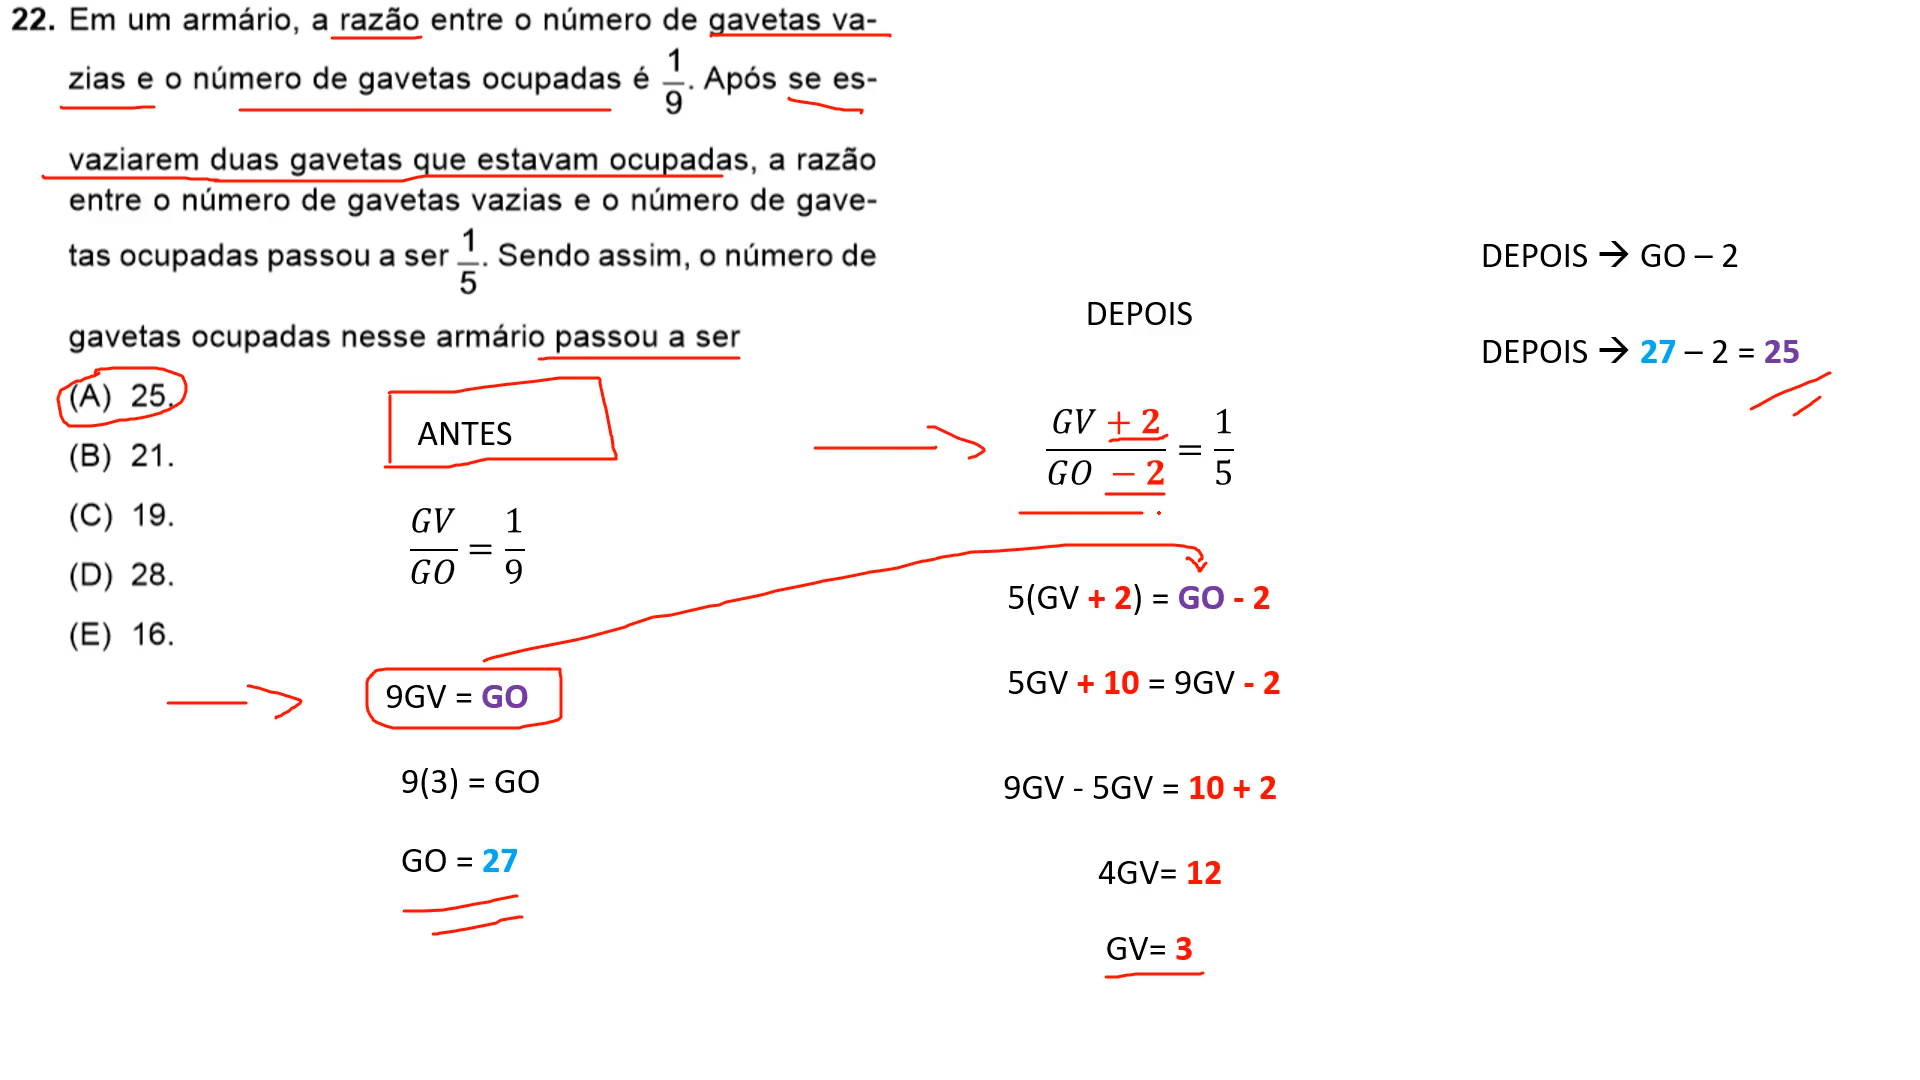 22. Em um armário, a razão entre o número de gavetas va-
zias e o número de gavetas ocupadas é 1/9. Após se es-
vaziarem duas gavetas que estavam ocupadas, a razão
entre o número de gavetas vazias e o número de gave-
tas ocupadas passou a ser 1/5. Sendo assim, o número de
gavetas ocupadas nesse armário passou a ser
(A) 25.
(B) 21.
(C) 19.
(D) 28.
(E) 16.
ANTES
GV/GO = 1/9
9GV = GO
9(3) = GO
GO = 27
DEPOIS
GV + 2/GO − 2 = 1/5
5(GV + 2) = GO - 2
5GV + 10 = 9GV - 2
9GV - 5GV = 10 + 2
4GV= 12
GV= 3
DEPOIS → GO – 2
DEPOIS → 27 – 2 = 25